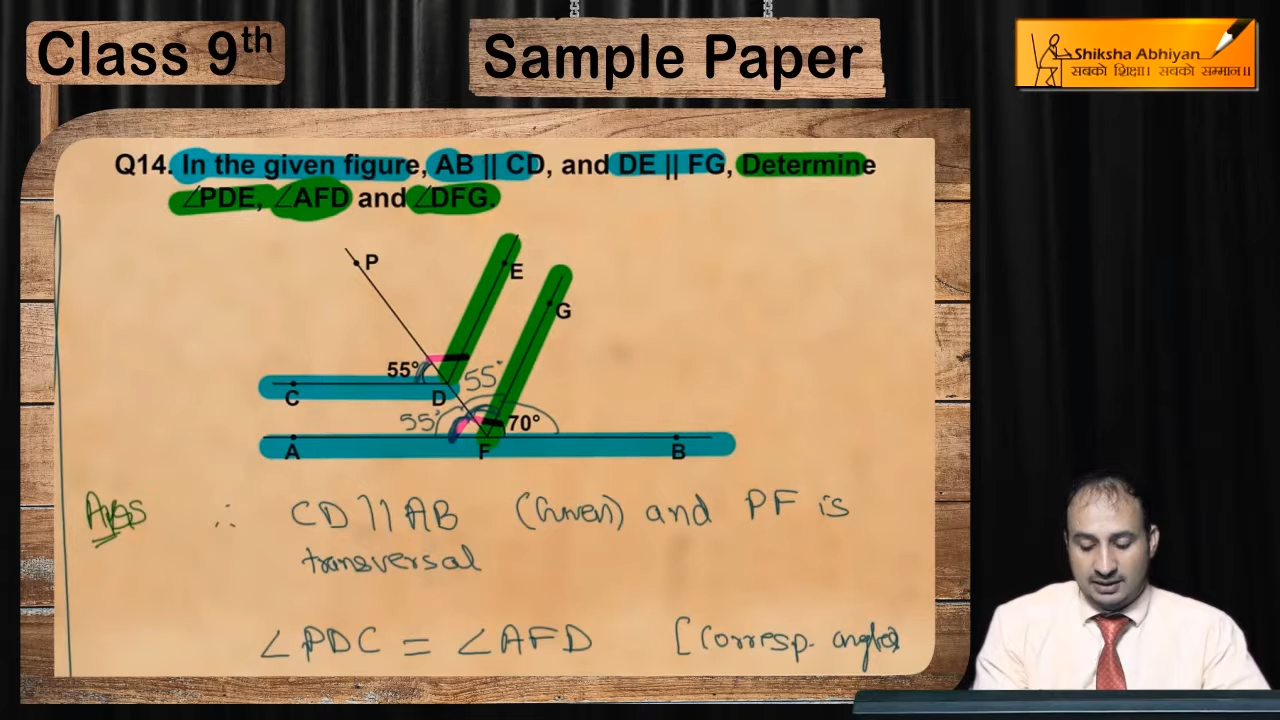 Class 9th
Sample Paper
Shiksha Abhiyan
सबको शिक्षा।। सबको सम्मान।।
Q14. In the given figure, AB || CD, and DE || FG, Determine
∠PDE, ∠AFD and ∠DFG.
P
E
G
55°
55°
C
D
55°
70°
A
F
B
Ans ∴ CD || AB (Given) and PF is
transversal
∠PDC = ∠AFD [Corresp. angles]